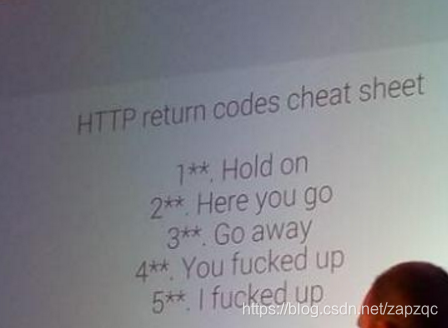 HTTP return codes cheat sheet
1**. Hold on
2**. Here you go
3**. Go away
4**. You fucked up
5**. I fucked up
https://blog.csdn.net/zapzqc